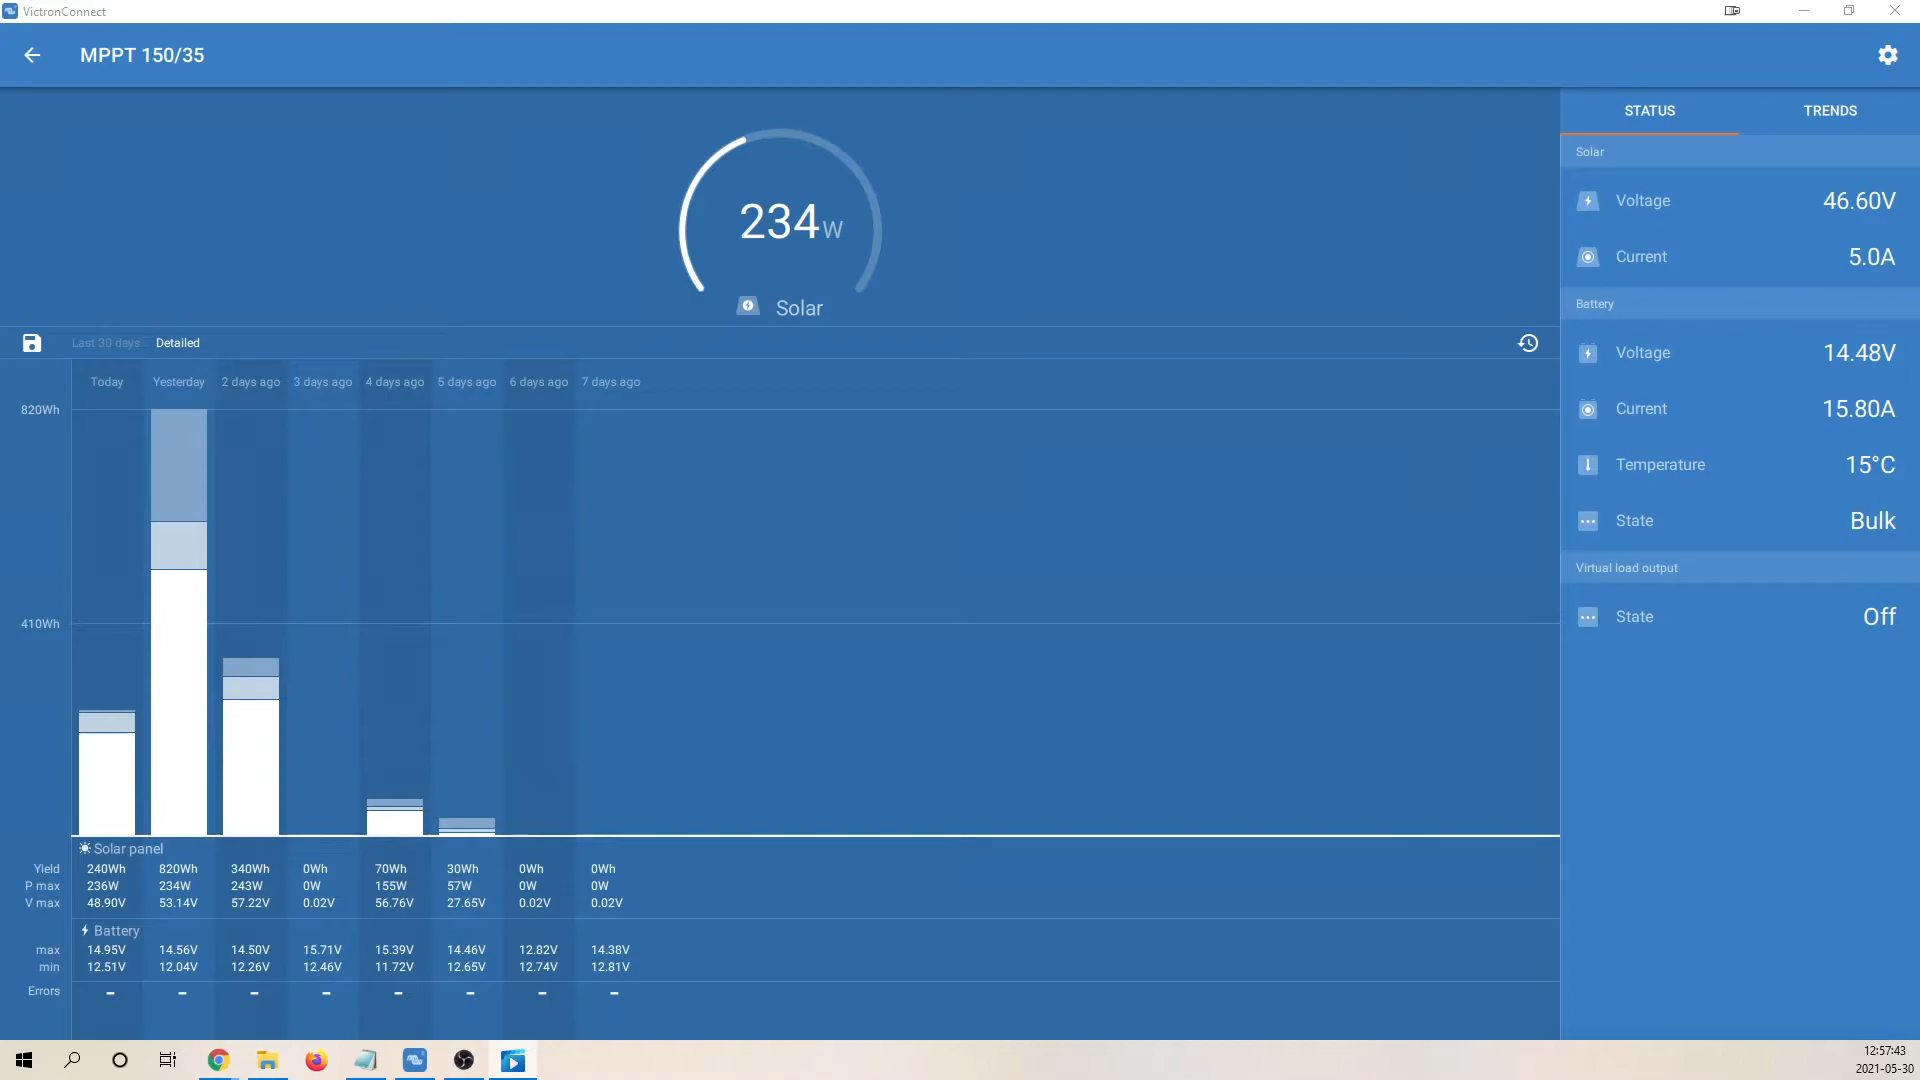 VictronConnect
MPPT 150/35
STATUS TRENDS
234W
Solar
Last 30 days Detailed
Today Yesterday 2 days ago 3 days ago 4 days ago 5 days ago 6 days ago 7 days ago
820Wh
410Wh
Solar panel
Yield 240Wh 820Wh 340Wh 0Wh 70Wh 30Wh 0Wh 0Wh
P max 236W 234W 243W 0W 155W 57W 0W 0W
V max 48.90V 53.14V 57.22V 0.02V 56.76V 27.65V 0.02V 0.02V
Battery
max 14.95V 14.56V 14.50V 15.71V 15.39V 14.46V 12.82V 14.38V
min 12.51V 12.04V 12.26V 12.46V 11.72V 12.65V 12.74V 12.81V
Errors – – – – – – – –
Solar
Voltage 46.60V
Current 5.0A
Battery
Voltage 14.48V
Current 15.80A
Temperature 15°C
State Bulk
Virtual load output
State Off
12:57:43
2021-05-30